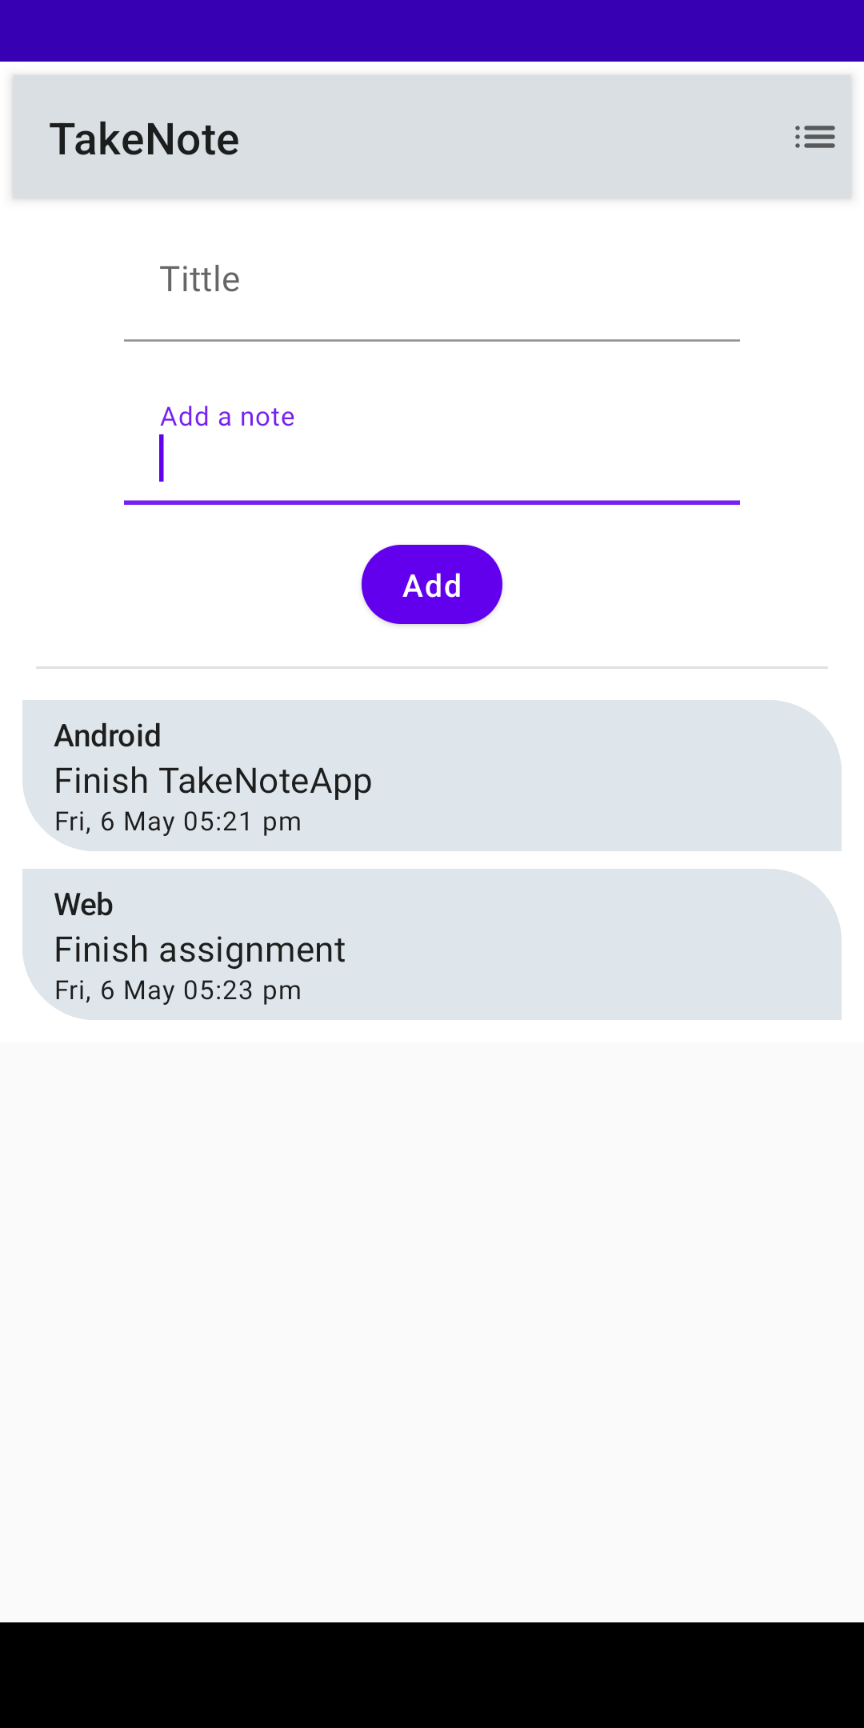 TakeNote
Tittle
Add a note
Add
Android
Finish TakeNoteApp
Fri, 6 May 05:21 pm
Web
Finish assignment
Fri, 6 May 05:23 pm